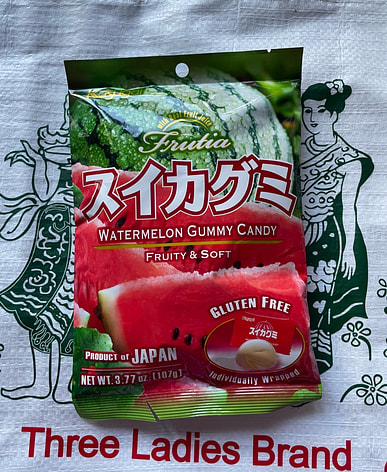 Frutia
スイカグミ
WATERMELON GUMMY CANDY
FRUITY & SOFT
GLUTEN FREE
スイカグミ
PRODUCT OF JAPAN
NET WT. 3.77 oz. (107g)
Individually Wrapped
Three Ladies Brand